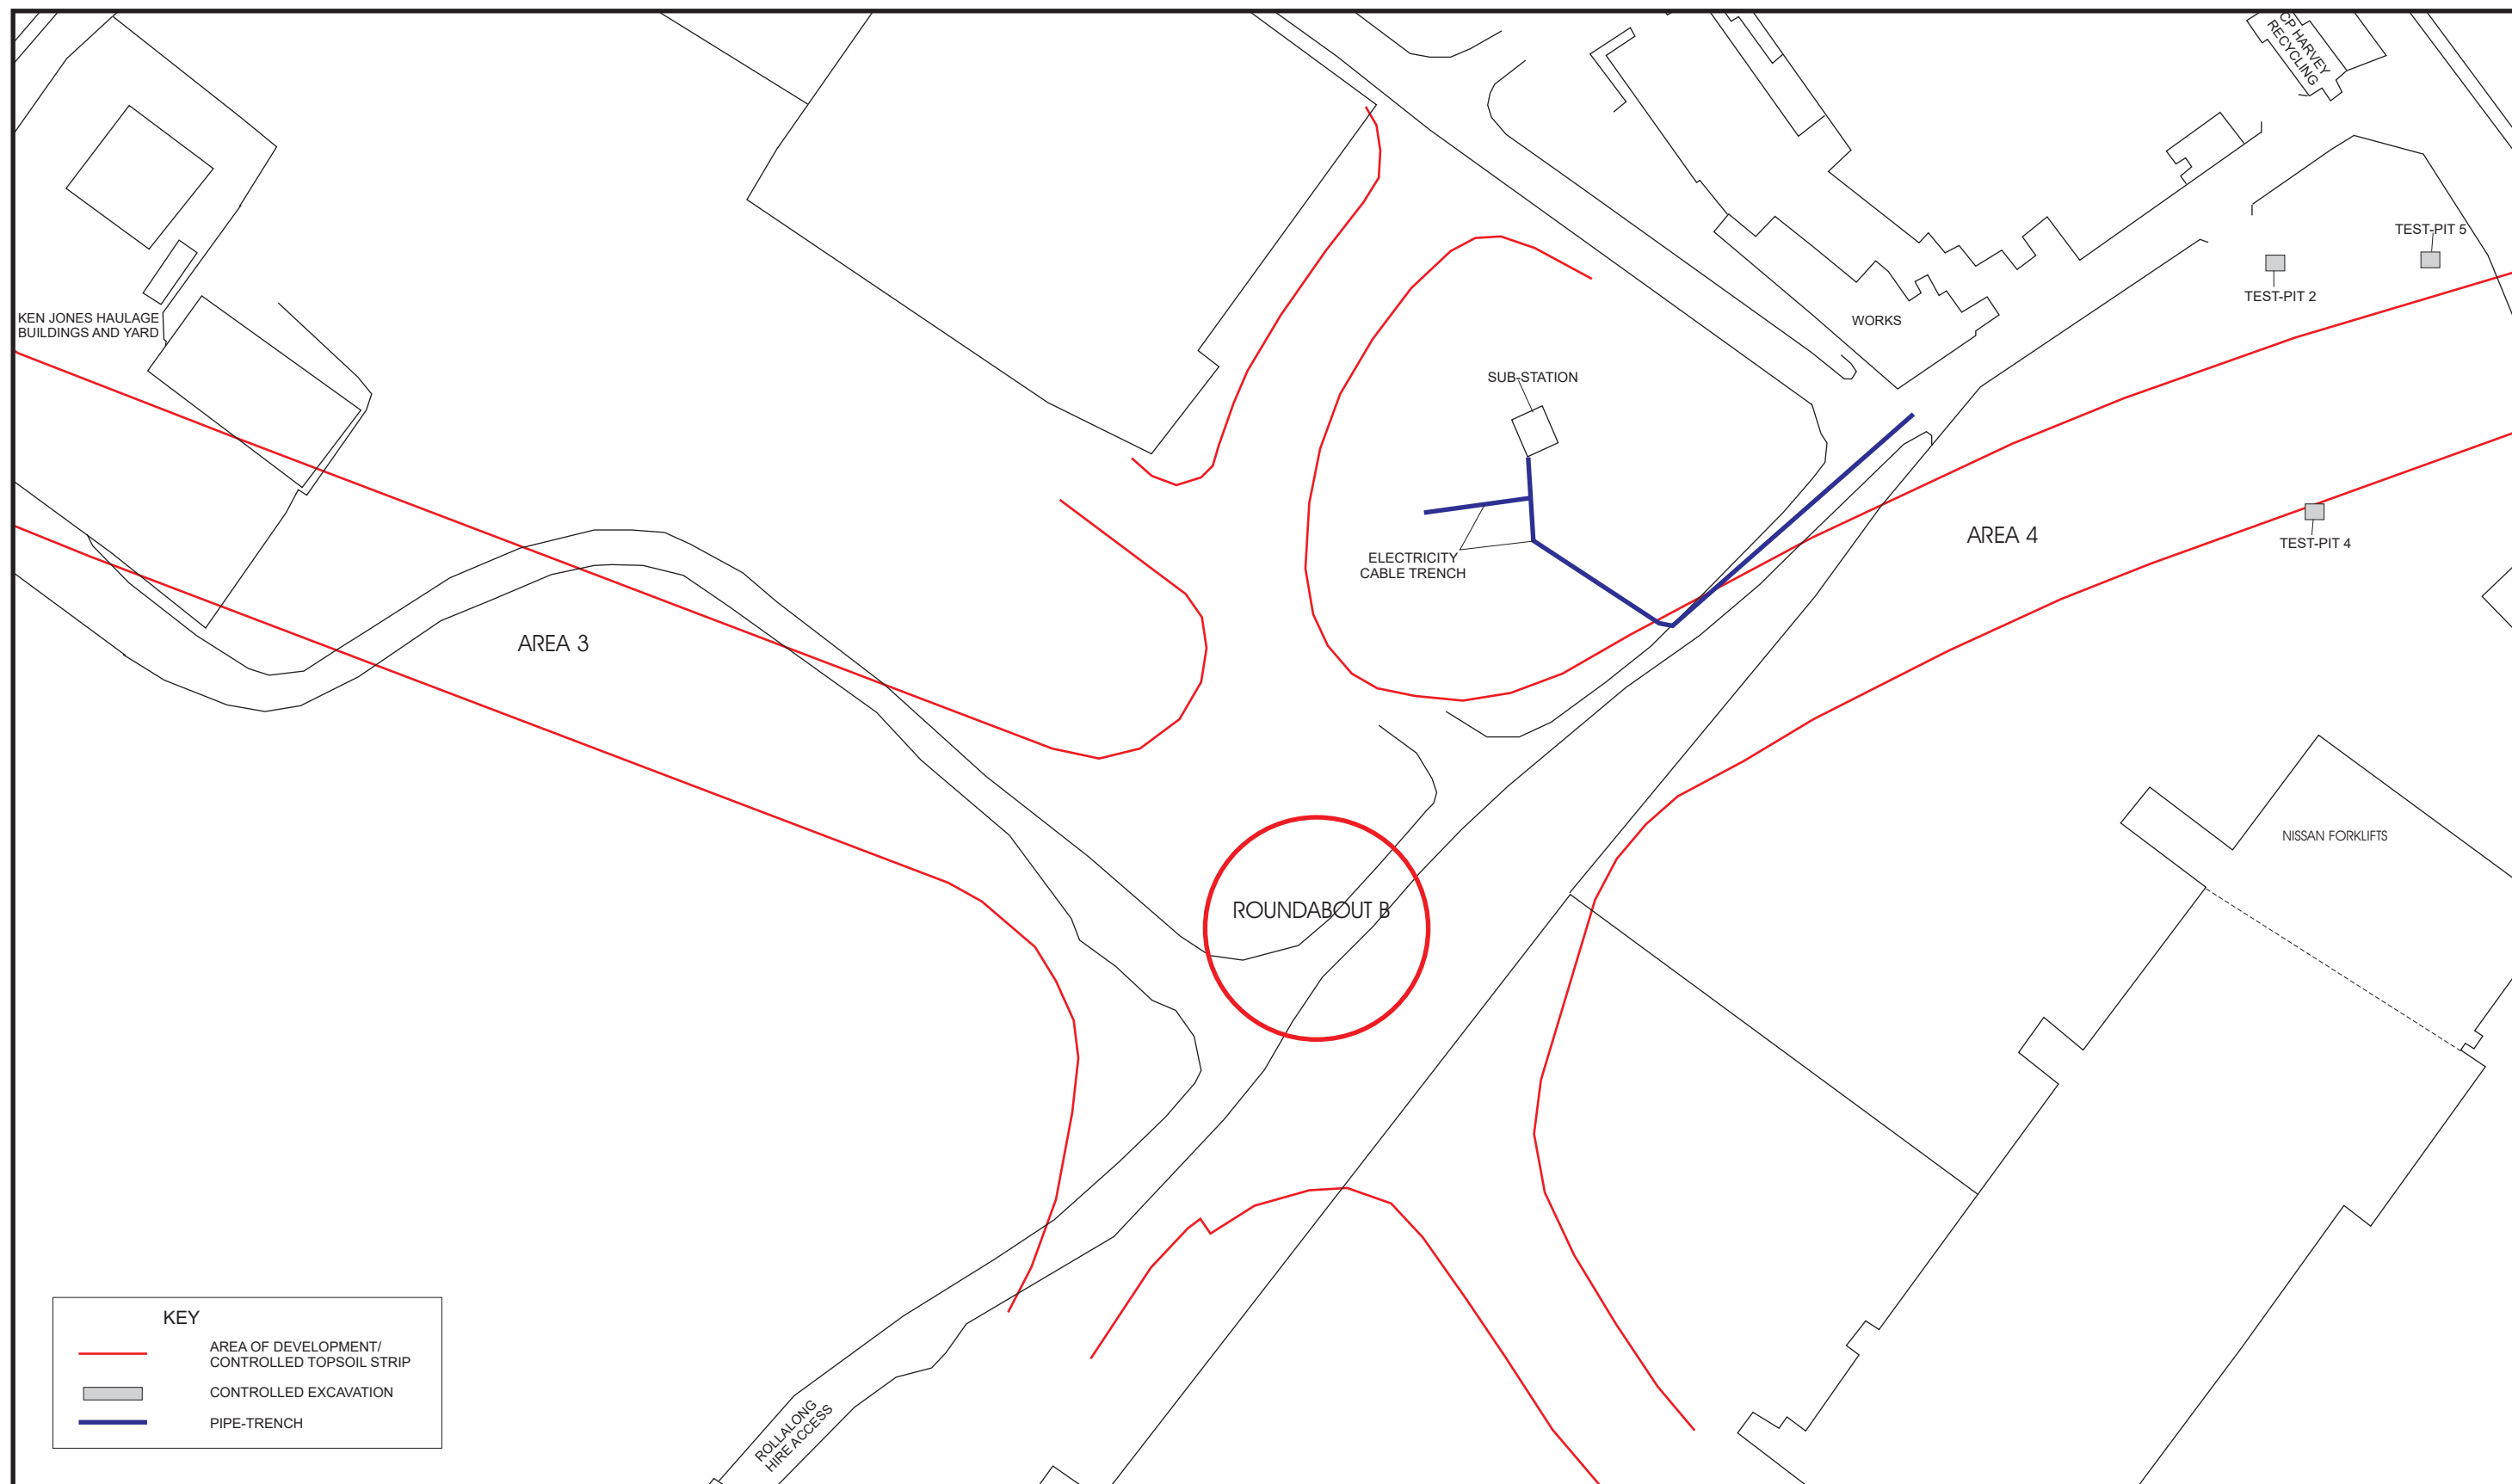 CP HARVEY
RECYCLING
TEST-PIT 5
TEST-PIT 2
KEN JONES HAULAGE
BUILDINGS AND YARD
WORKS
SUB-STATION
ELECTRICITY
CABLE TRENCH
AREA 4
TEST-PIT 4
AREA 3
NISSAN FORKLIFTS
ROUNDABOUT B
KEY
AREA OF DEVELOPMENT/
CONTROLLED TOPSOIL STRIP
CONTROLLED EXCAVATION
PIPE-TRENCH
ROLLALONG
HIRE ACCESS